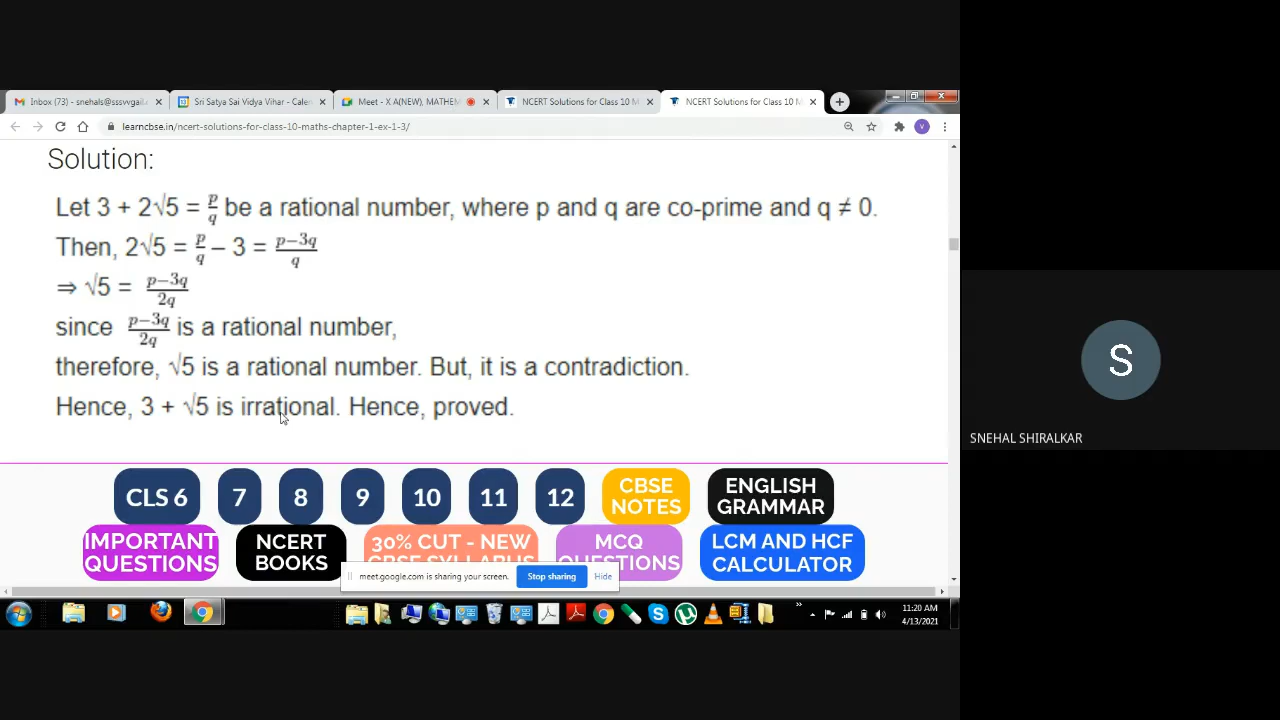 Inbox (73) - snehals@sssvvgall.
Sri Satya Sai Vidya Vihar - Cale
Meet - X A(NEW), MATHEM
NCERT Solutions for Class 10 M
NCERT Solutions for Class 10 M
learncbse.in/ncert-solutions-for-class-10-maths-chapter-1-ex-1-3/
V
Solution:
Let 3 + 2√5 = p/q be a rational number, where p and q are co-prime and q ≠ 0.
Then, 2√5 = p/q – 3 = (p−3q)/q
⇒ √5 = (p−3q)/2q
since (p−3q)/2q is a rational number,
therefore, √5 is a rational number. But, it is a contradiction.
Hence, 3 + √5 is irrational. Hence, proved.
S
SNEHAL SHIRALKAR
CLS 6 7 8 9 10 11 12
CBSE
NOTES
ENGLISH
GRAMMAR
IMPORTANT
QUESTIONS
NCERT
BOOKS
30% CUT - NEW
CBSE SYLLABUS
MCQ
QUESTIONS
LCM AND HCF
CALCULATOR
meet.google.com is sharing your screen. Stop sharing Hide
11:20 AM
4/13/2021